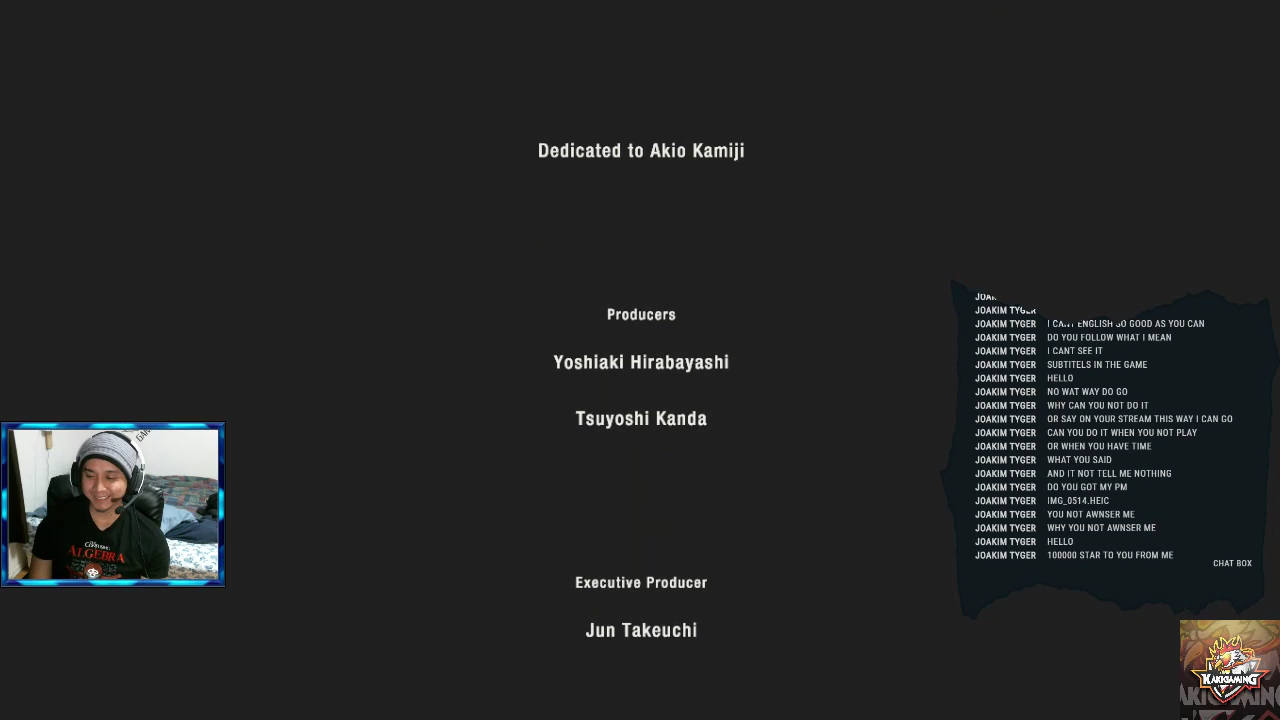 Dedicated to Akio Kamiji
Producers
Yoshiaki Hirabayashi
Tsuyoshi Kanda
Executive Producer
Jun Takeuchi
ALGEBRA
JOAKIM TYGER
JOAKIM TYGER I CANT ENGLISH SO GOOD AS YOU CAN
JOAKIM TYGER DO YOU FOLLOW WHAT I MEAN
JOAKIM TYGER I CANT SEE IT
JOAKIM TYGER SUBTITELS IN THE GAME
JOAKIM TYGER HELLO
JOAKIM TYGER NO WAT WAY DO GO
JOAKIM TYGER WHY CAN YOU NOT DO IT
JOAKIM TYGER OR SAY ON YOUR STREAM THIS WAY I CAN GO
JOAKIM TYGER CAN YOU DO IT WHEN YOU NOT PLAY
JOAKIM TYGER OR WHEN YOU HAVE TIME
JOAKIM TYGER WHAT YOU SAID
JOAKIM TYGER AND IT NOT TELL ME NOTHING
JOAKIM TYGER DO YOU GOT MY PM
JOAKIM TYGER IMG_0514.HEIC
JOAKIM TYGER YOU NOT AWNSER ME
JOAKIM TYGER WHY YOU NOT AWNSER ME
JOAKIM TYGER HELLO
JOAKIM TYGER 100000 STAR TO YOU FROM ME
CHAT BOX
KAKIGAMING